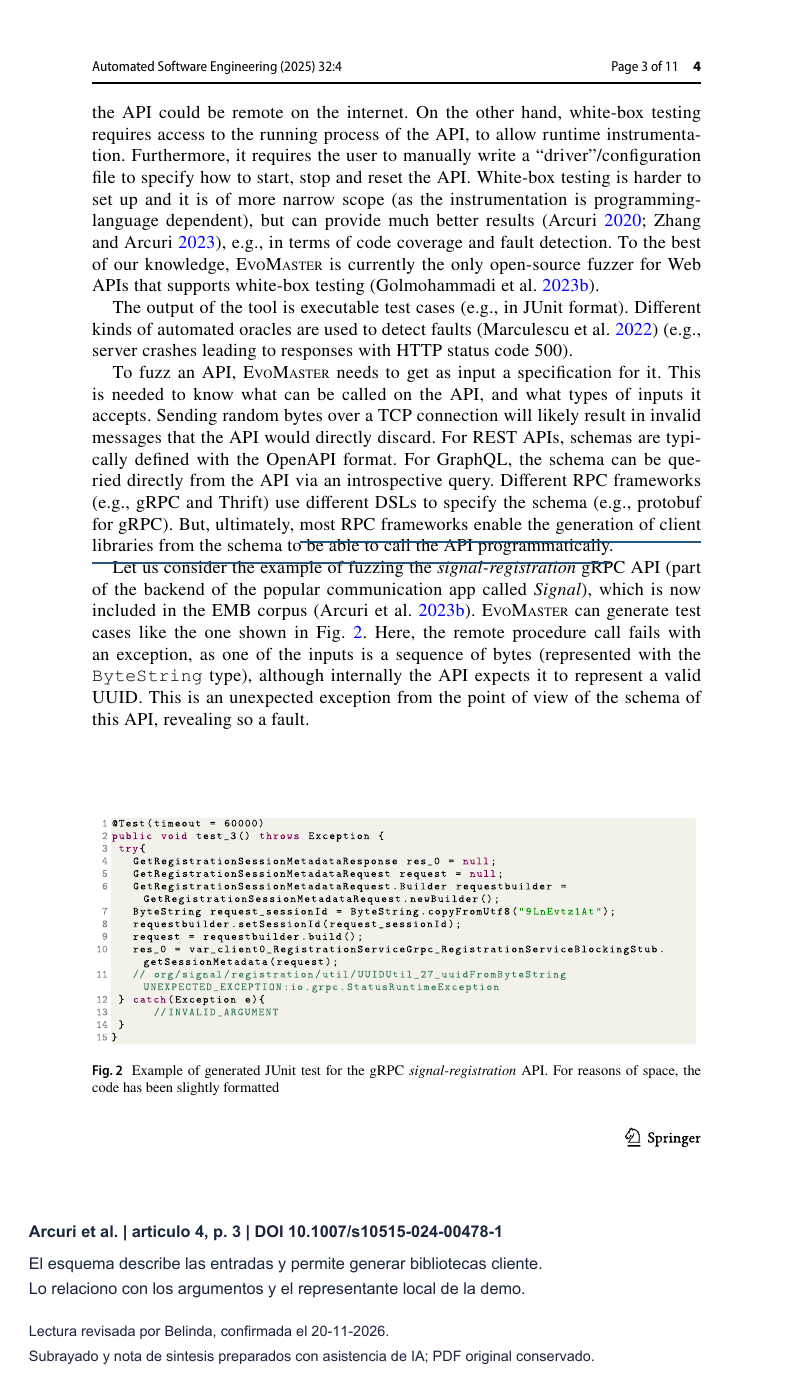 Automated Software Engineering (2025) 32:4
Page 3 of 11 4
the API could be remote on the internet. On the other hand, white-box testing
requires access to the running process of the API, to allow runtime instrumenta-
tion. Furthermore, it requires the user to manually write a “driver”/configuration
file to specify how to start, stop and reset the API. White-box testing is harder to
set up and it is of more narrow scope (as the instrumentation is programming-
language dependent), but can provide much better results (Arcuri 2020; Zhang
and Arcuri 2023), e.g., in terms of code coverage and fault detection. To the best
of our knowledge, EvoMaster is currently the only open-source fuzzer for Web
APIs that supports white-box testing (Golmohammadi et al. 2023b).
The output of the tool is executable test cases (e.g., in JUnit format). Different
kinds of automated oracles are used to detect faults (Marculescu et al. 2022) (e.g.,
server crashes leading to responses with HTTP status code 500).
To fuzz an API, EvoMaster needs to get as input a specification for it. This
is needed to know what can be called on the API, and what types of inputs it
accepts. Sending random bytes over a TCP connection will likely result in invalid
messages that the API would directly discard. For REST APIs, schemas are typi-
cally defined with the OpenAPI format. For GraphQL, the schema can be que-
ried directly from the API via an introspective query. Different RPC frameworks
(e.g., gRPC and Thrift) use different DSLs to specify the schema (e.g., protobuf
for gRPC). But, ultimately, most RPC frameworks enable the generation of client
libraries from the schema to be able to call the API programmatically.
Let us consider the example of fuzzing the signal-registration gRPC API (part
of the backend of the popular communication app called Signal), which is now
included in the EMB corpus (Arcuri et al. 2023b). EvoMaster can generate test
cases like the one shown in Fig. 2. Here, the remote procedure call fails with
an exception, as one of the inputs is a sequence of bytes (represented with the
ByteString type), although internally the API expects it to represent a valid
UUID. This is an unexpected exception from the point of view of the schema of
this API, revealing so a fault.
1 @Test(timeout = 60000)
2 public void test_3() throws Exception {
3 try{
4 GetRegistrationSessionMetadataResponse res_0 = null;
5 GetRegistrationSessionMetadataRequest request = null;
6 GetRegistrationSessionMetadataRequest.Builder requestbuilder =
GetRegistrationSessionMetadataRequest.newBuilder();
7 ByteString request_sessionId = ByteString.copyFromUtf8("9LnEvtz1At");
8 requestbuilder.setSessionId(request_sessionId);
9 request = requestbuilder.build();
10 res_0 = var_client0_RegistrationServiceGrpc_RegistrationServiceBlockingStub.
getSessionMetadata(request);
11 // org/signal/registration/util/UUIDUtil_27_uuidFromByteString
UNEXPECTED_EXCEPTION:io.grpc.StatusRuntimeException
12 } catch(Exception e){
13 //INVALID_ARGUMENT
14 }
15 }
Fig. 2 Example of generated JUnit test for the gRPC signal-registration API. For reasons of space, the
code has been slightly formatted
Springer
Arcuri et al. | articulo 4, p. 3 | DOI 10.1007/s10515-024-00478-1
El esquema describe las entradas y permite generar bibliotecas cliente.
Lo relaciono con los argumentos y el representante local de la demo.
Lectura revisada por Belinda, confirmada el 20-11-2026.
Subrayado y nota de sintesis preparados con asistencia de IA; PDF original conservado.